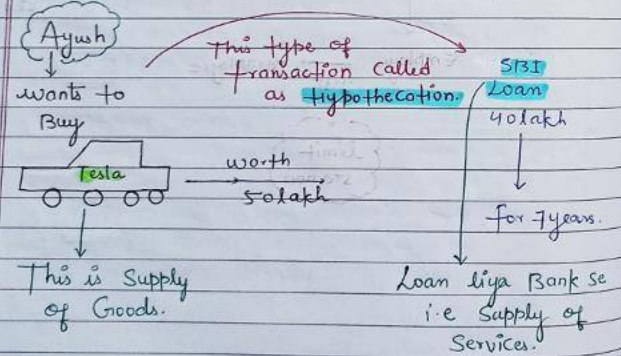 Ayush
wants to
Buy
Tesla
worth
50 lakh
This is Supply
of Goods.
This type of
transaction called
as Hypothecation.
SBI
Loan
40 lakh
for 7 years.
Loan liya Bank se
i.e Supply of
Services.